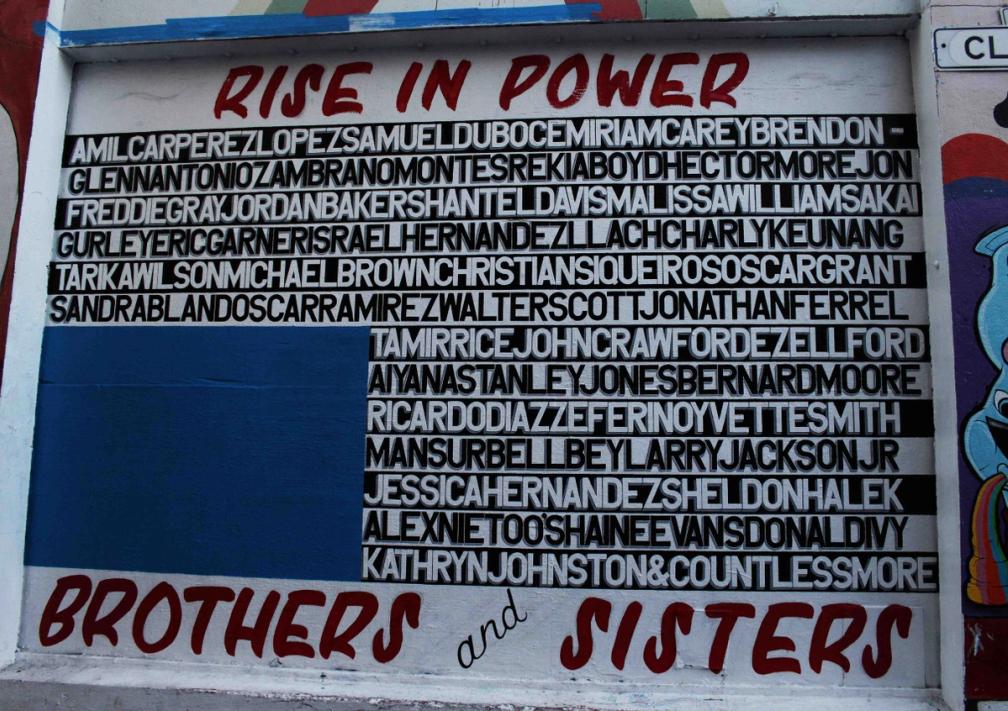 CL
RISE IN POWER
AMILCARPEREZLOPEZSAMUELDUBOCEMIRIAMCAREYBRENDON-
GLENNANTONIOZAMBRANOMONTESREKIABOYDHECTORMOREJON
FREDDIEGRAYJORDANBAKERSHANTELDAVISMALISSAWILLIAMSAKAI
GURLEYERICGARNERISRAELHERNANDEZLLACHCHARLYKEUNANG
TARIKAWILSONMICHAELBROWNCHRISTIANSIQUEIROSOSCARGRANT
SANDRABLANDOSCARRAMIREZWALTERSCOTTJONATHANFERREL
TAMIRRICEJOHNCRAWFORDEZELLFORD
AIYANASTANLEYJONESBERNARDMOORE
RICARDODIAZZEFERINOYVETTESMITH
MANSURBELLBEYLARRYJACKSONJR
JESSICAHERNANDEZSHELDONHALEK
ALEXNIETOO'SHAINEEVANSDONALDIVY
KATHRYNJOHNSTON&COUNTLESSMORE
BROTHERS and SISTERS